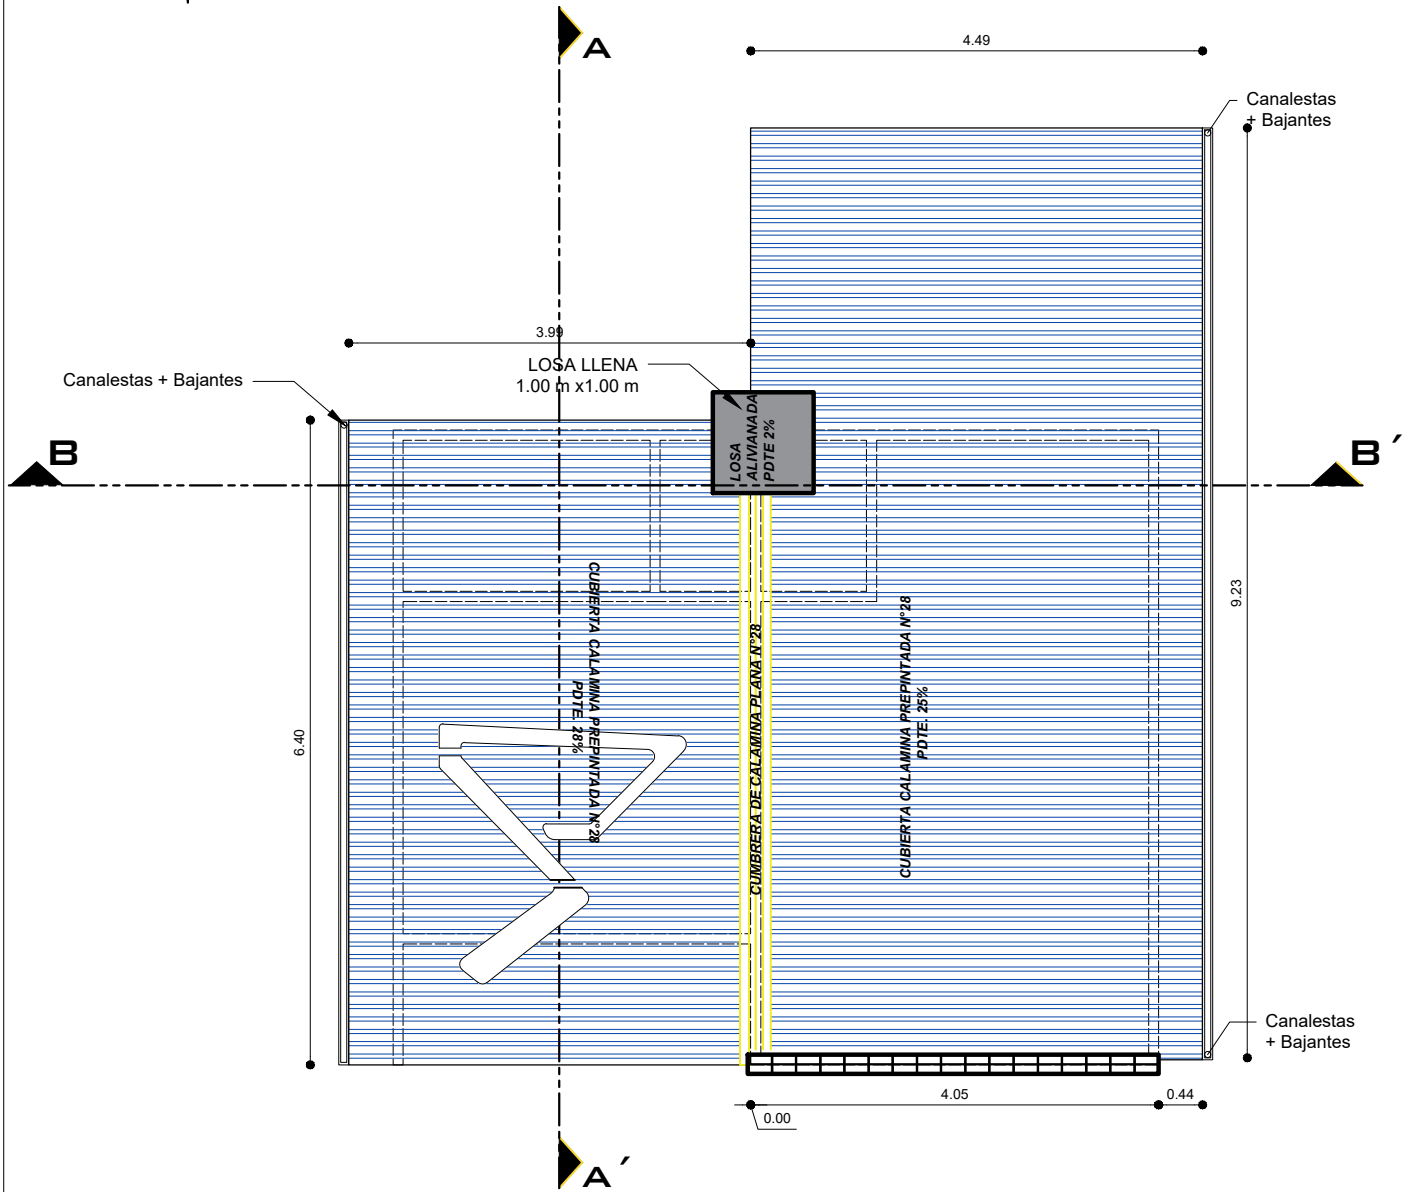 A
4.49
Canalestas
+ Bajantes
3.99
LOSA LLENA
1.00 m x1.00 m
Canalestas + Bajantes
LOSA
ALIVIANADA
PDTE 2%
B
B´
CUBIERTA CALAMINA PREPINTADA N°28
PDTE. 28%
CUMBRERA DE CALAMINA PLANA N°28
CUBIERTA CALAMINA PREPINTADA N°28
PDTE. 25%
9.23
6.40
Canalestas
+ Bajantes
4.05
0.44
0.00
A´